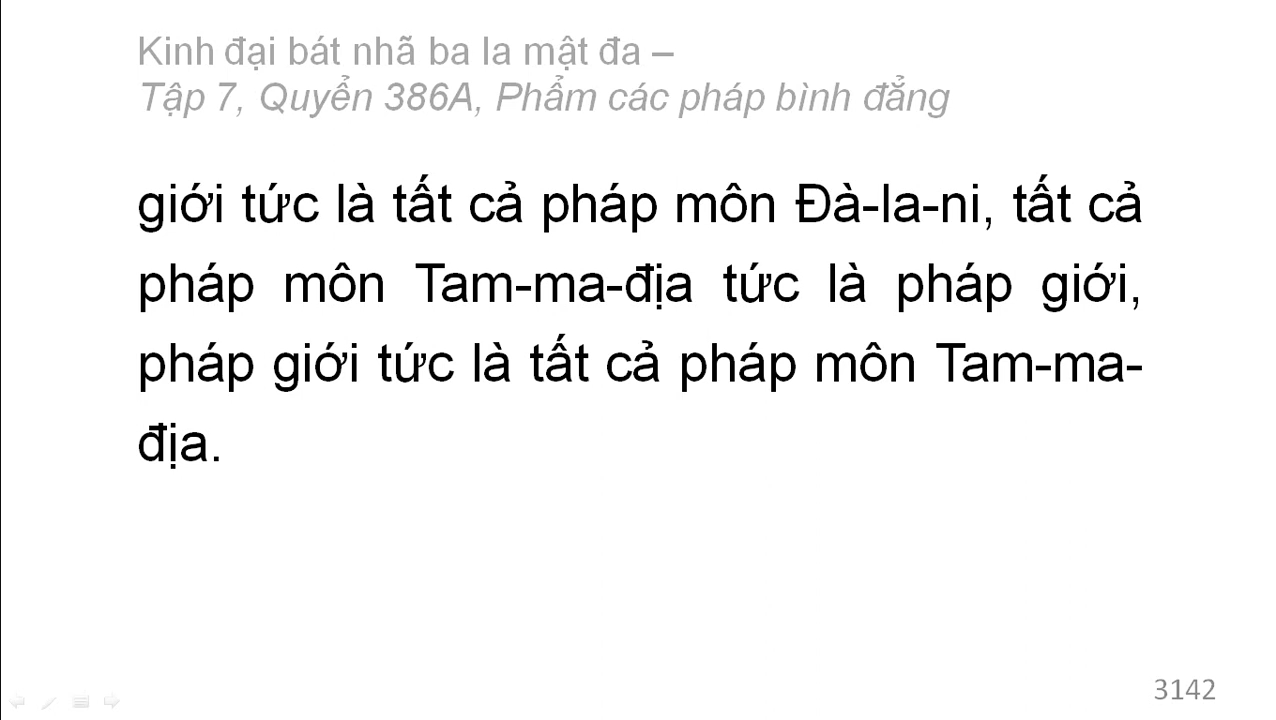 Kinh đại bát nhã ba la mật đa –
Tập 7, Quyển 386A, Phẩm các pháp bình đẳng
giới tức là tất cả pháp môn Đà-la-ni, tất cả
pháp môn Tam-ma-địa tức là pháp giới,
pháp giới tức là tất cả pháp môn Tam-ma-
địa.
3142